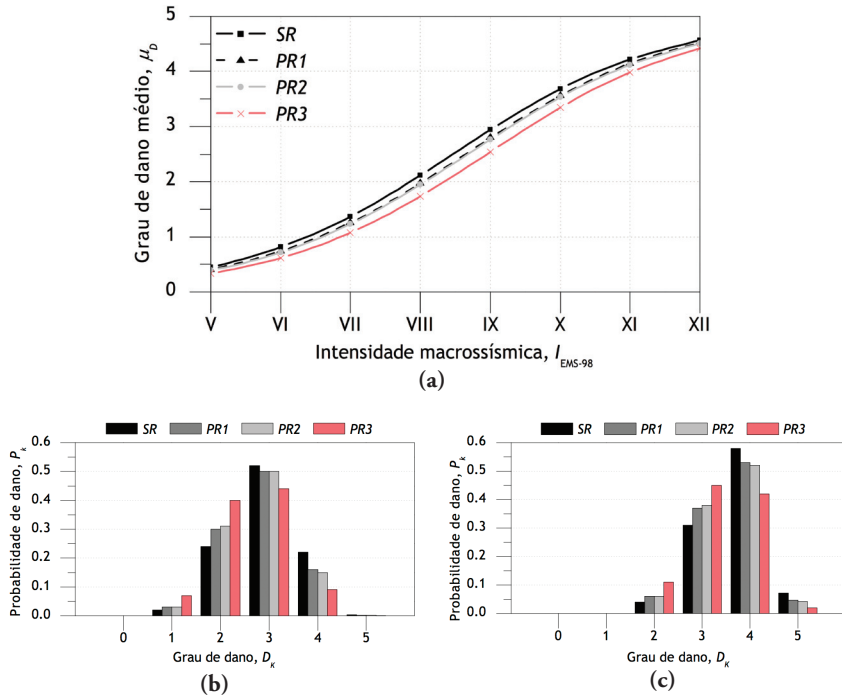 5
4
3
2
1
0
Grau de dano médio, μD
SR
PR1
PR2
PR3
V VI VII VIII IX X XI XII
Intensidade macrossísmica, I EMS-98
(a)
SR PR1 PR2 PR3
0.6
0.5
0.4
0.3
0.2
0.1
0.0
Probabilidade de dano, Pk
0 1 2 3 4 5
Grau de dano, DK
(b)
SR PR1 PR2 PR3
0.6
0.5
0.4
0.3
0.2
0.1
0.0
Probabilidade de dano, Pk
0 1 2 3 4 5
Grau de dano, DK
(c)